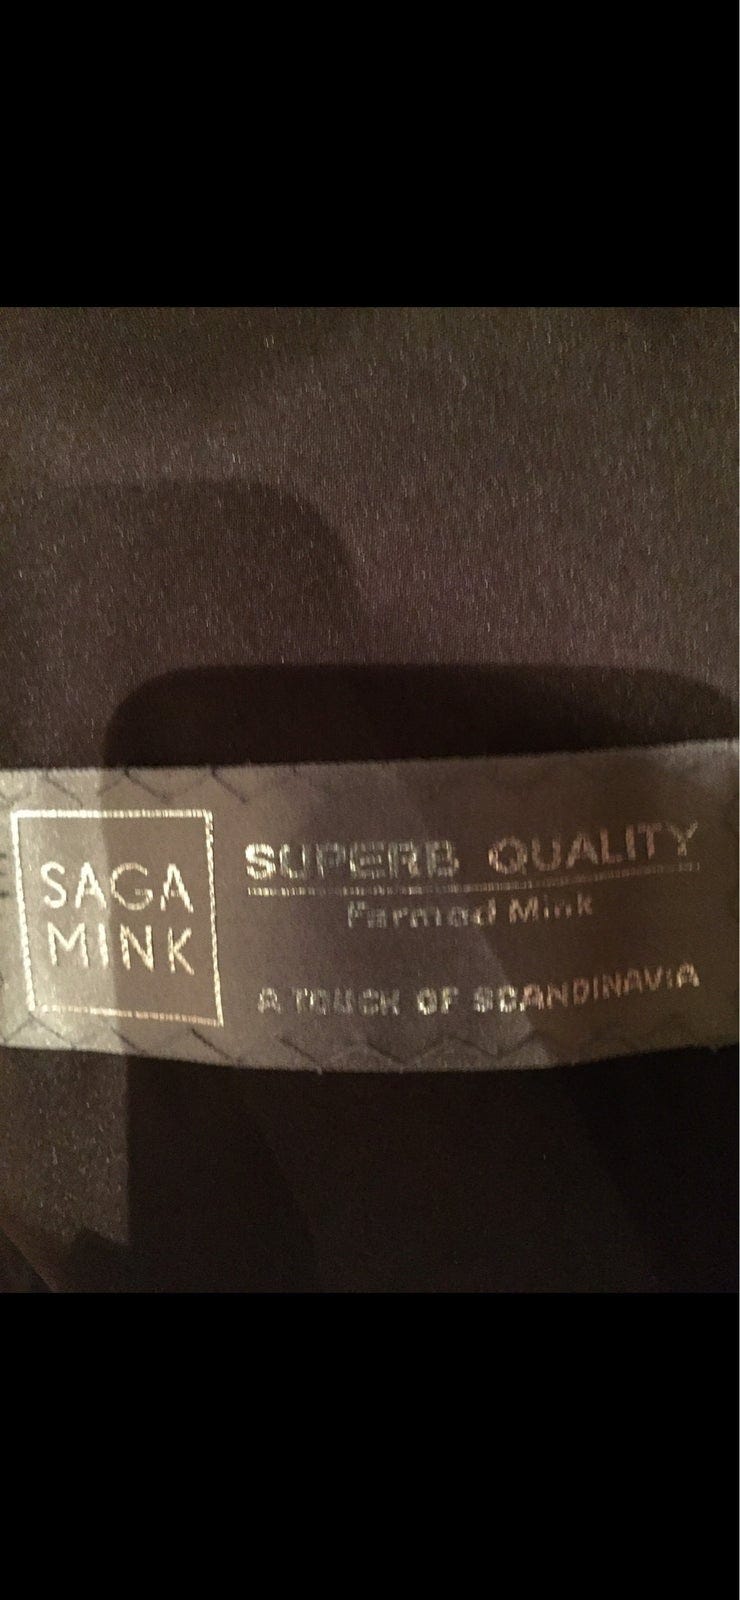 SAGA
MINK
SUPERB QUALITY
Farmed Mink
A TOUCH OF SCANDINAVIA